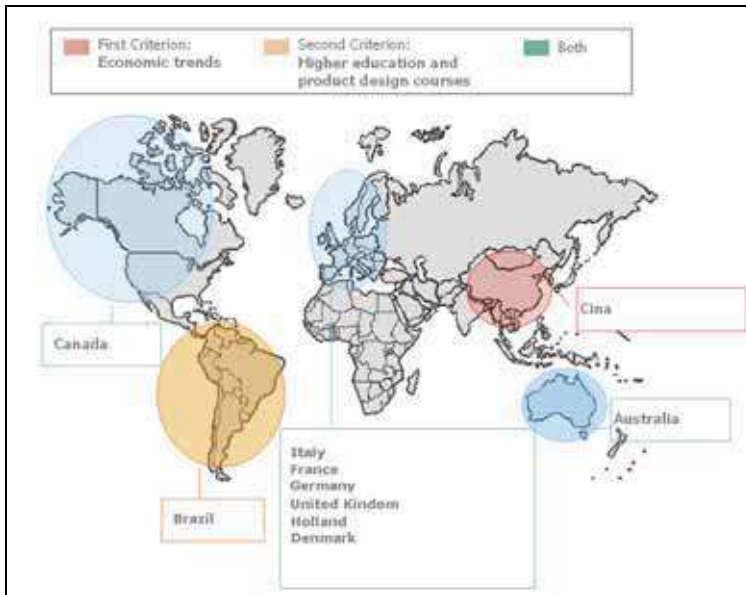 First Criterion:
Economic trends
Second Criterion:
Higher education and
product design courses
Both
Canada
Cina
Australia
Brazil
Italy
France
Germany
United Kindom
Holland
Denmark